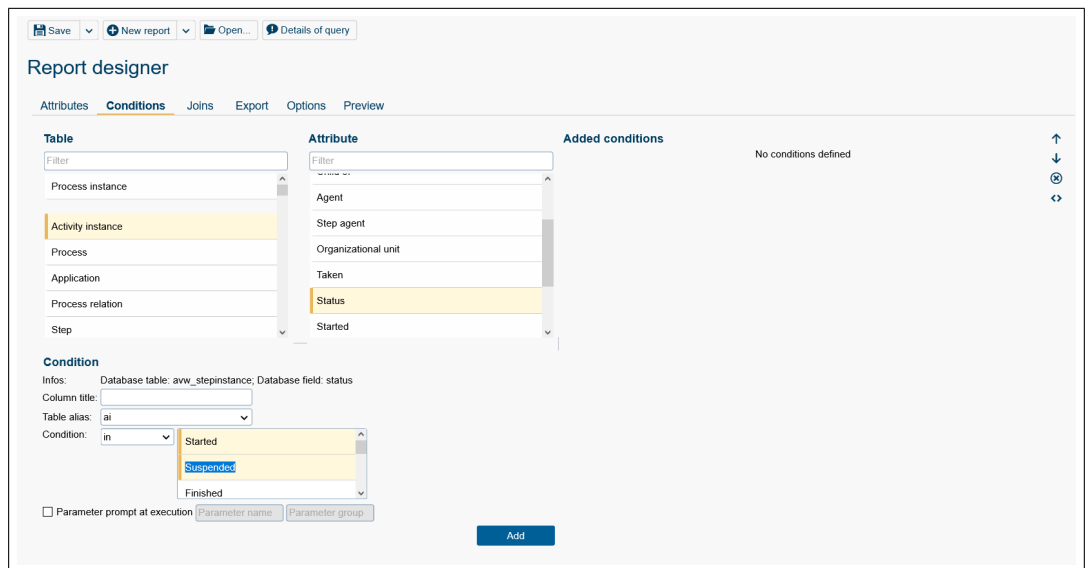 Save New report Open... Details of query
Report designer
Attributes Conditions Joins Export Options Preview
Table
Filter
Process instance
Activity instance
Process
Application
Process relation
Step
Attribute
Filter
Child of
Agent
Step agent
Organizational unit
Taken
Status
Started
Added conditions
No conditions defined
Condition
Infos: Database table: avw_stepinstance; Database field: status
Column title:
Table alias: ai
Condition: in
Started
Suspended
Finished
Parameter prompt at execution Parameter name Parameter group
Add